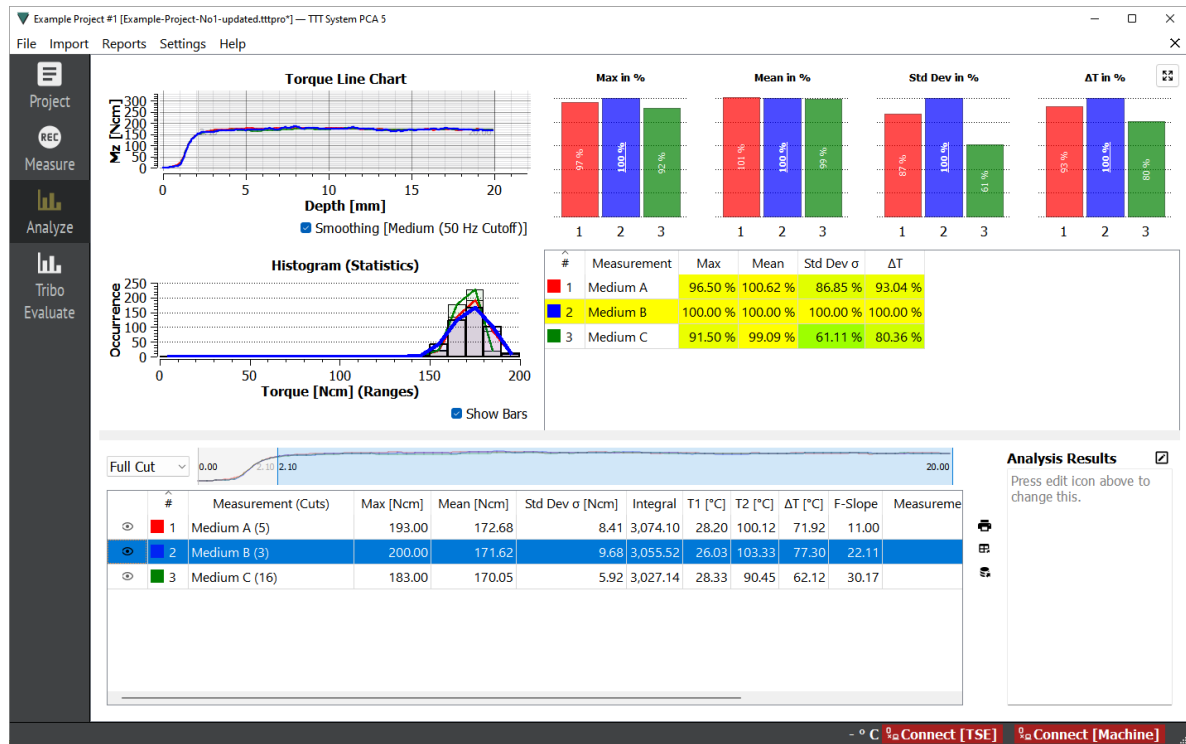 Example Project #1 [Example-Project-No1-updated.tttpro*] — TTT System PCA 5
File Import Reports Settings Help
Project
REC
Measure
Analyze
Tribo
Evaluate
Torque Line Chart
Mz [Ncm]
300
250
200
150
100
50
0
0 5 10 15 20
Depth [mm]
Smoothing [Medium (50 Hz Cutoff)]
Histogram (Statistics)
Occurrence
250
200
150
100
50
0
0 50 100 150 200
Torque [Ncm] (Ranges)
Show Bars
Max in %
97 % 100 % 92 %
1 2 3
Mean in %
101 % 100 % 99 %
1 2 3
Std Dev in %
87 % 100 % 61 %
1 2 3
ΔT in %
93 % 100 % 80 %
1 2 3
# Measurement Max Mean Std Dev σ ΔT
1 Medium A 96.50 % 100.62 % 86.85 % 93.04 %
2 Medium B 100.00 % 100.00 % 100.00 % 100.00 %
3 Medium C 91.50 % 99.09 % 61.11 % 80.36 %
Full Cut
0.00 2.10 2.10 20.00
# Measurement (Cuts) Max [Ncm] Mean [Ncm] Std Dev σ [Ncm] Integral T1 [°C] T2 [°C] ΔT [°C] F-Slope Measureme
1 Medium A (5) 193.00 172.68 8.41 3,074.10 28.20 100.12 71.92 11.00
2 Medium B (3) 200.00 171.62 9.68 3,055.52 26.03 103.33 77.30 22.11
3 Medium C (16) 183.00 170.05 5.92 3,027.14 28.33 90.45 62.12 30.17
Analysis Results
Press edit icon above to
change this.
- ° C Connect [TSE] Connect [Machine]